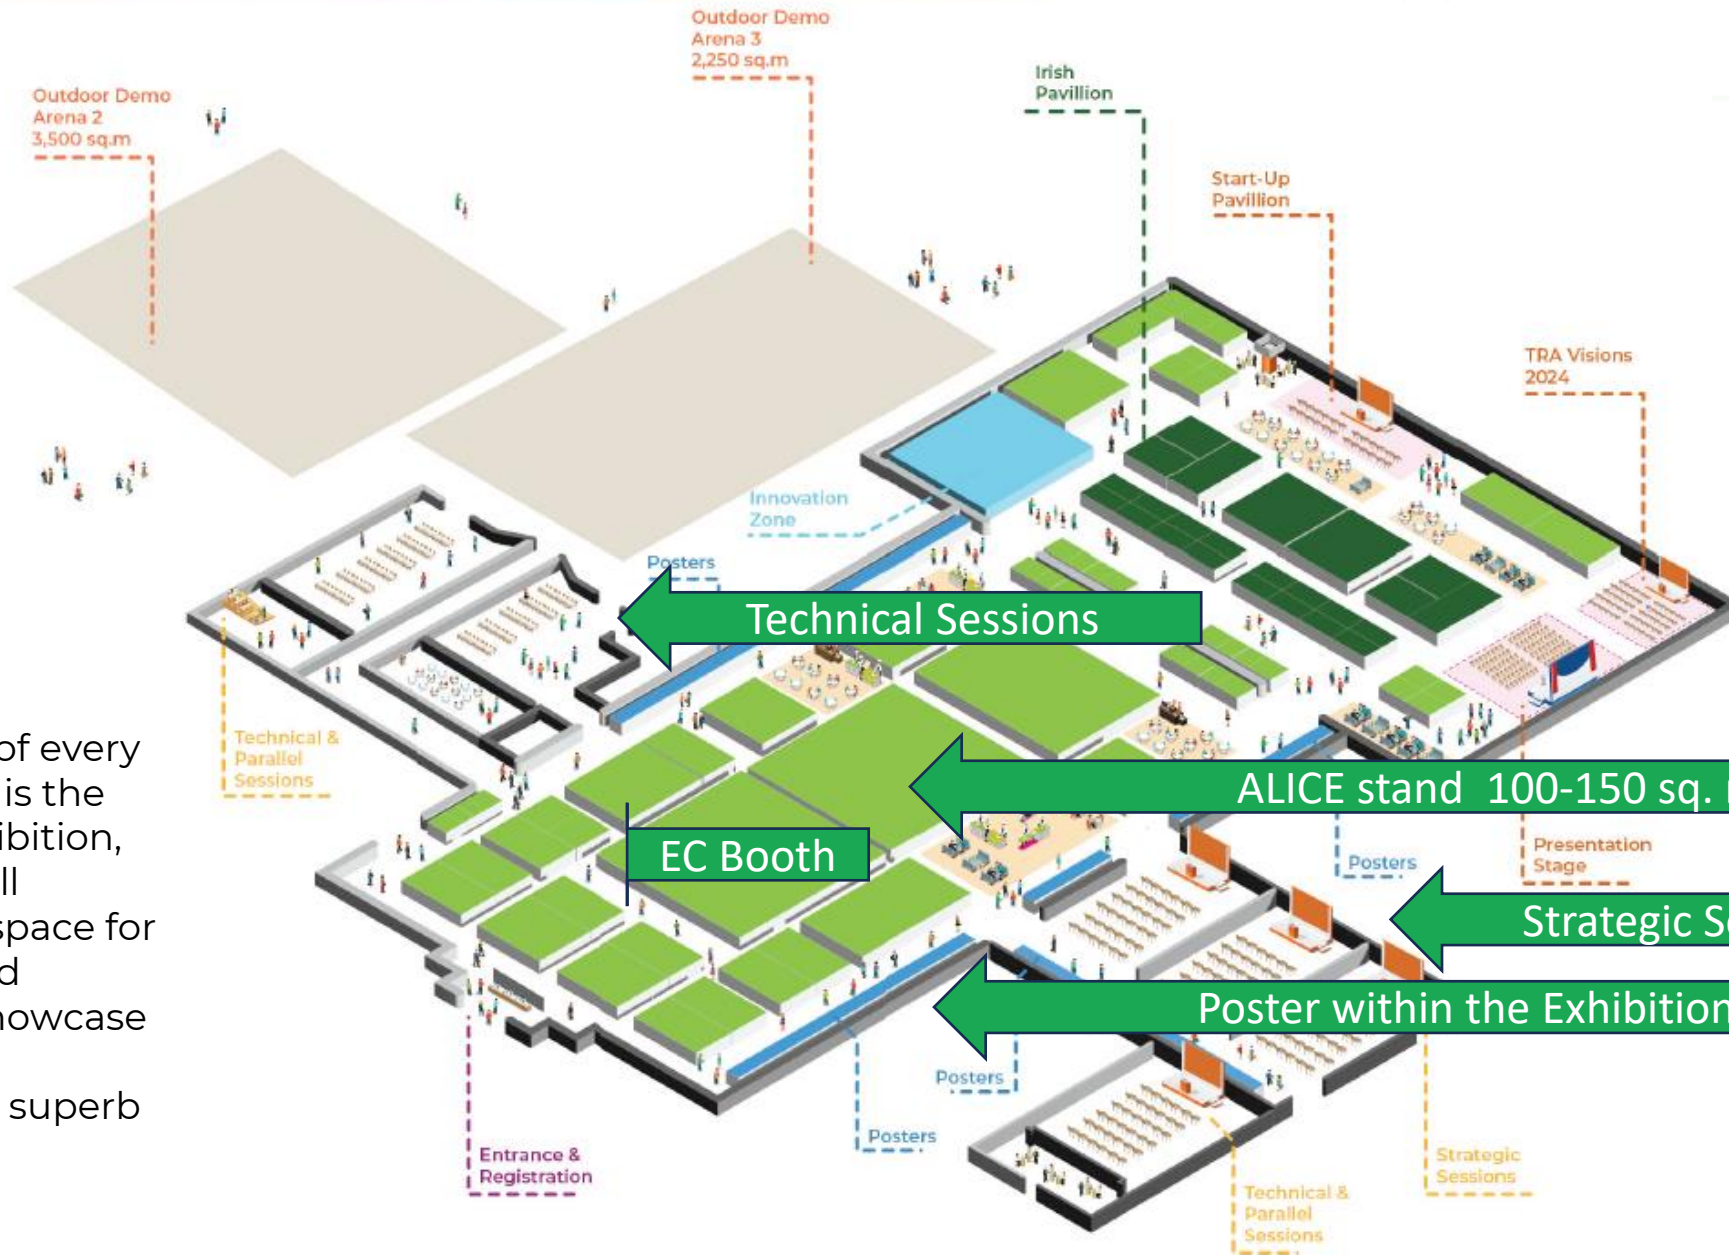 Outdoor Demo
Arena 3
2,250 sq.m
Outdoor Demo
Arena 2
3,500 sq.m
Irish
Pavillion
Start-Up
Pavillion
TRA Visions
2024
Innovation
Zone
Posters
Technical Sessions
Technical &
Parallel
Sessions
of every
is the
ibition,
ll
space for
d
howcase
superb
ALICE stand 100-150 sq.
EC Booth
Posters
Presentation
Stage
Strategic
Poster within the Exhibition
Posters
Posters
Entrance &
Registration
Strategic
Sessions
Technical &
Parallel
Sessions